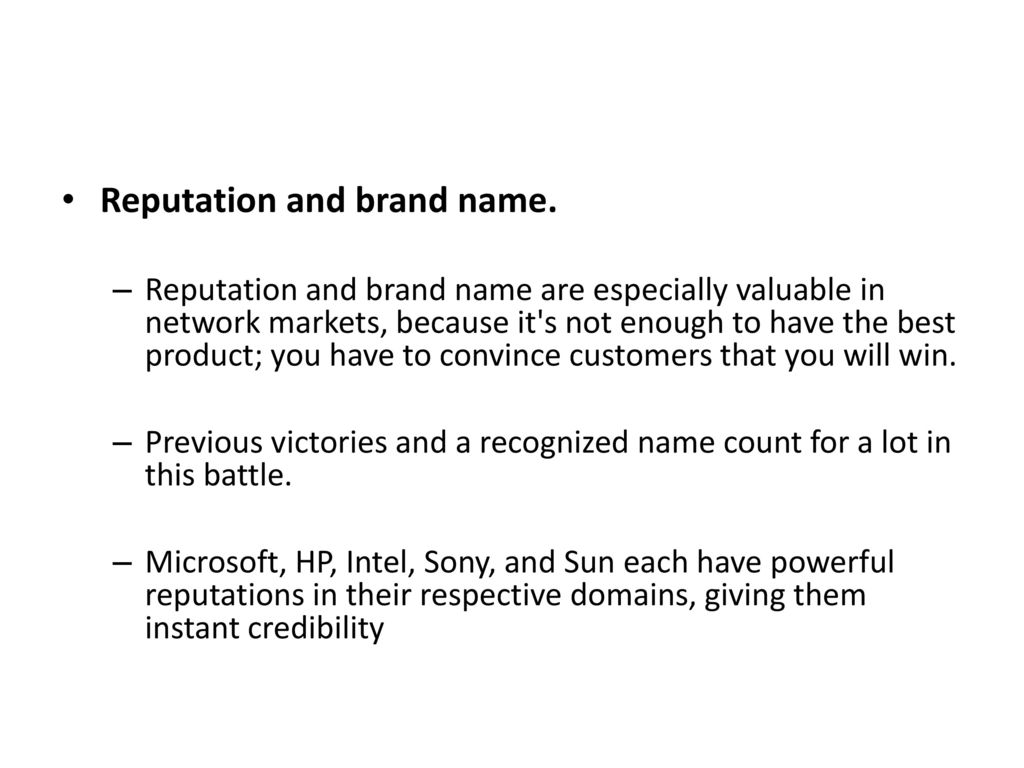 • Reputation and brand name.
– Reputation and brand name are especially valuable in
network markets, because it's not enough to have the best
product; you have to convince customers that you will win.
– Previous victories and a recognized name count for a lot in
this battle.
– Microsoft, HP, Intel, Sony, and Sun each have powerful
reputations in their respective domains, giving them
instant credibility